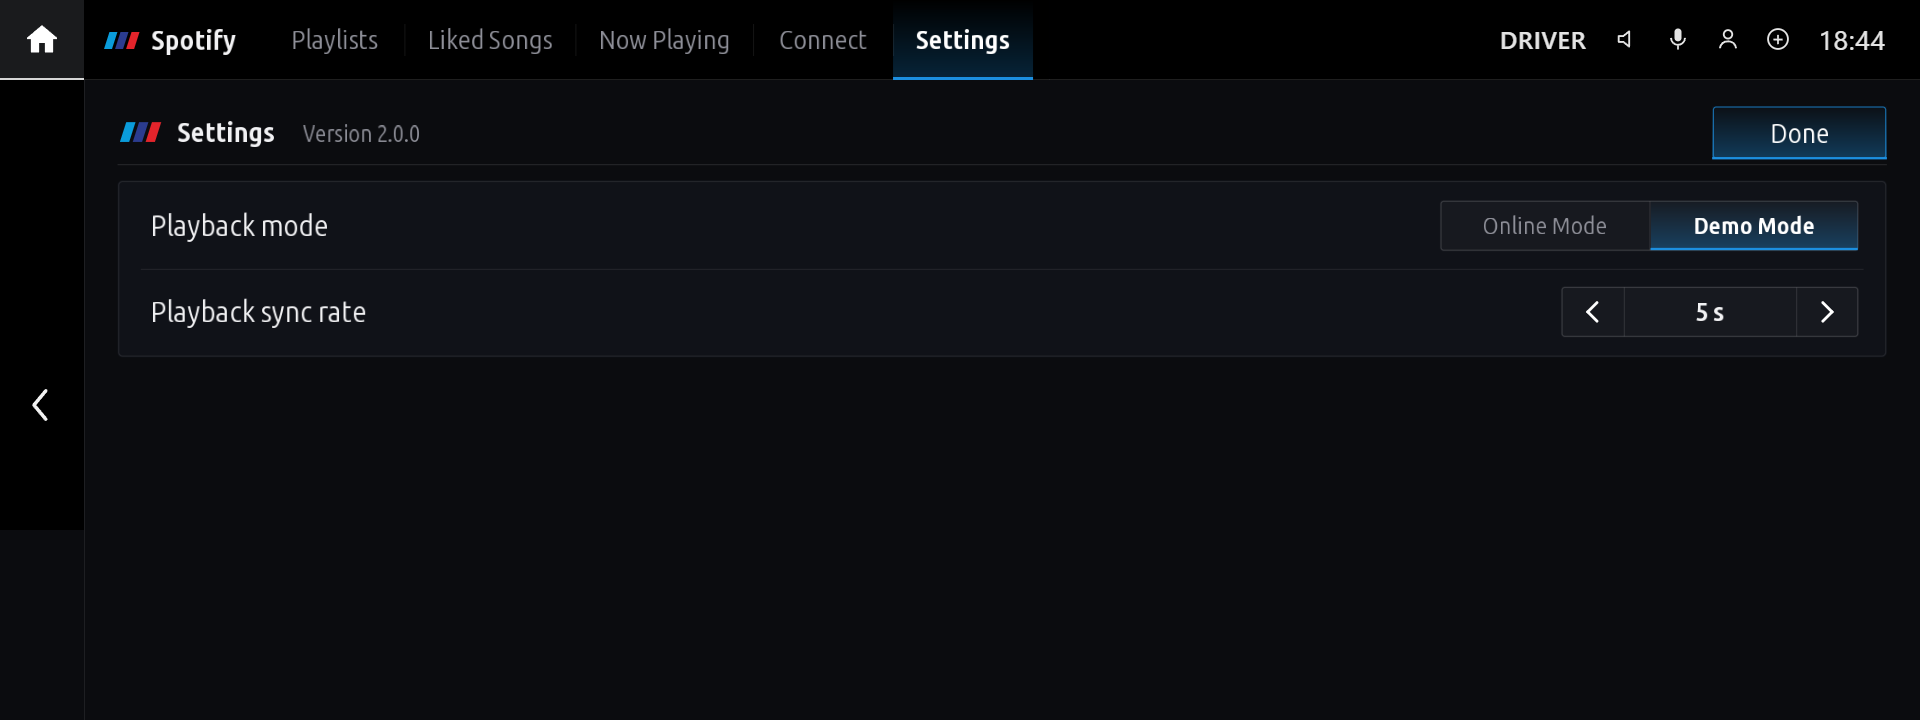 Spotify Playlists Liked Songs Now Playing Connect Settings DRIVER 18:44
Settings Version 2.0.0 Done
Playback mode Online Mode Demo Mode
Playback sync rate 5 s